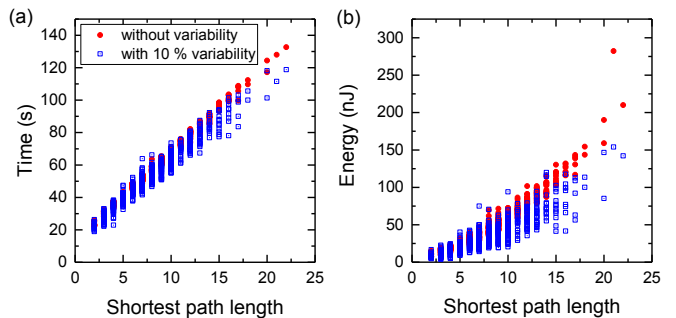 (a)
without variability
with 10 % variability
Time (s)
140
120
100
80
60
40
20
0
0 5 10 15 20 25
Shortest path length
(b)
Energy (nJ)
300
250
200
150
100
50
0
0 5 10 15 20 25
Shortest path length